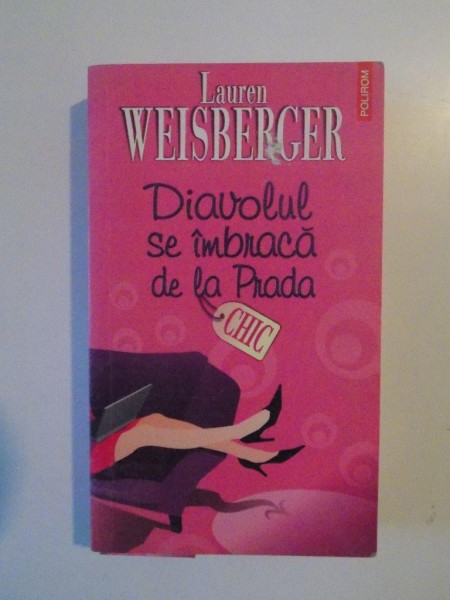 Lauren
POLIROM
WEISBERGER
Diavolul
se îmbracă
de la Prada
CHIC